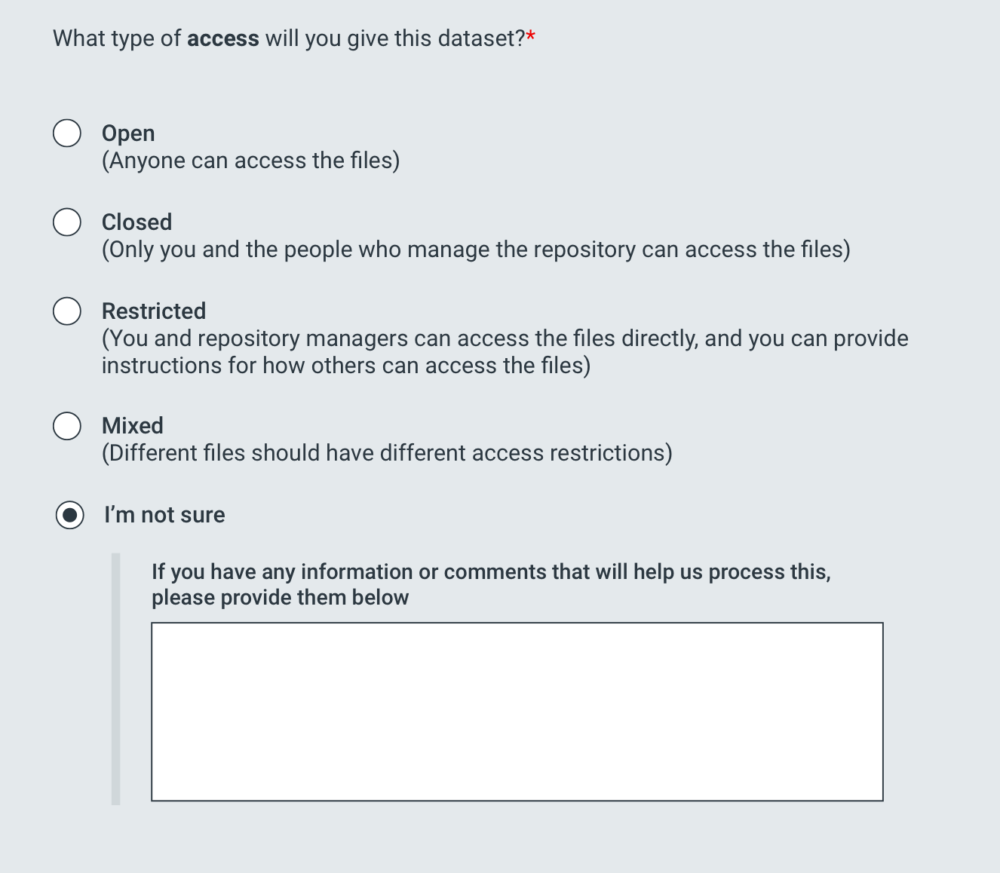 What type of access will you give this dataset?*
Open
(Anyone can access the files)
Closed
(Only you and the people who manage the repository can access the files)
Restricted
(You and repository managers can access the files directly, and you can provide
instructions for how others can access the files)
Mixed
(Different files should have different access restrictions)
I’m not sure
If you have any information or comments that will help us process this,
please provide them below